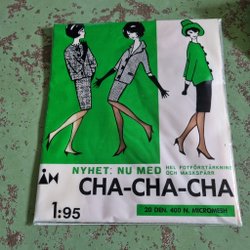 NYHET: NU MED HEL FOTFÖRSTÄRKNING
OCH MASKSPÄRR
CHA-CHA-CHA
1:95
20 DEN. 400 N. MICROMESH